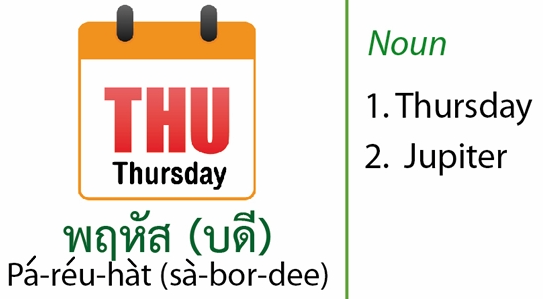 THU
Thursday
พฤหัส (บดี)
Pá-réu-hàt (sà-bor-dee)
Noun
1. Thursday
2. Jupiter